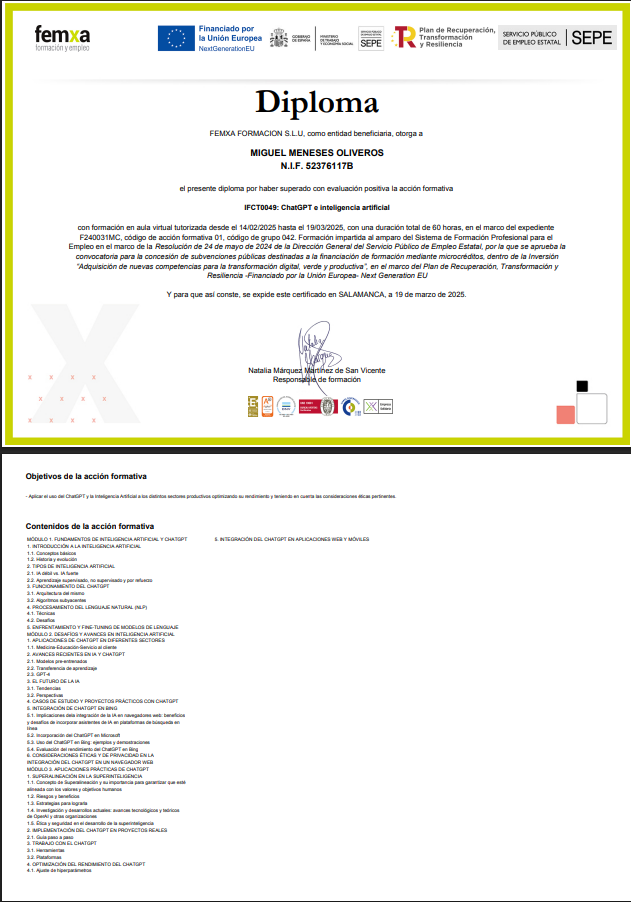 femxa
formación y empleo
Financiado por
la Unión Europea
NextGenerationEU
GOBIERNO
DE ESPAÑA
MINISTERIO
DE TRABAJO
Y ECONOMÍA SOCIAL
SEPE
Plan de Recuperación,
Transformación
y Resiliencia
SERVICIO PÚBLICO
DE EMPLEO ESTATAL
SEPE
Diploma
FEMXA FORMACION S.L.U, como entidad beneficiaria, otorga a
MIGUEL MENESES OLIVEROS
N.I.F. 52376117B
el presente diploma por haber superado con evaluación positiva la acción formativa
IFCT0049: ChatGPT e inteligencia artificial
con formación en aula virtual tutorizada desde el 14/02/2025 hasta el 19/03/2025, con una duración total de 60 horas, en el marco del expediente
F240031MC, código de acción formativa 01, código de grupo 042. Formación impartida al amparo del Sistema de Formación Profesional para el
Empleo en el marco de la Resolución de 24 de mayo de 2024 de la Dirección General del Servicio Público de Empleo Estatal, por la que se aprueba la
convocatoria para la concesión de subvenciones públicas destinadas a la financiación de formación mediante microcréditos, dentro de la Inversión
"Adquisición de nuevas competencias para la transformación digital, verde y productiva", en el marco del Plan de Recuperación, Transformación y
Resiliencia -Financiado por la Unión Europea- Next Generation EU
Y para que así conste, se expide este certificado en SALAMANCA, a 19 de marzo de 2025.
Natalia Márquez Martínez de San Vicente
Responsable de formación
Objetivos de la acción formativa
- Aplicar el uso del ChatGPT y la Inteligencia Artificial a los distintos sectores productivos optimizando su rendimiento y teniendo en cuenta las consideraciones éticas pertinentes.
Contenidos de la acción formativa
MÓDULO 1. FUNDAMENTOS DE INTELIGENCIA ARTIFICIAL Y CHATGPT
1. INTRODUCCIÓN A LA INTELIGENCIA ARTIFICIAL
1.1. Conceptos básicos
1.2. Historia y evolución
2. TIPOS DE INTELIGENCIA ARTIFICIAL
2.1. IA débil vs. IA fuerte
2.2. Aprendizaje supervisado, no supervisado y por refuerzo
3. FUNCIONAMIENTO DEL CHATGPT
3.1. Arquitectura del mismo
3.2. Algoritmos subyacentes
4. PROCESAMIENTO DEL LENGUAJE NATURAL (NLP)
4.1. Técnicas
4.2. Desafíos
5. ENFRENTAMIENTO Y FINE-TUNING DE MODELOS DE LENGUAJE
MÓDULO 2. DESAFÍOS Y AVANCES EN INTELIGENCIA ARTIFICIAL
1. APLICACIONES DE CHATGPT EN DIFERENTES SECTORES
1.1. Medicina-Educación-Servicio al cliente
2. AVANCES RECIENTES EN IA Y CHATGPT
2.1. Modelos pre-entrenados
2.2. Transferencia de aprendizaje
2.3. GPT-4
3. EL FUTURO DE LA IA
3.1. Tendencias
3.2. Perspectivas
4. CASOS DE ESTUDIO Y PROYECTOS PRÁCTICOS CON CHATGPT
5. INTEGRACIÓN DE CHATGPT EN BING
5.1. Implicaciones dela integración de la IA en navegadores web: beneficios
y desafíos de incorporar asistentes de IA en plataformas de búsqueda en
línea
5.2. Incorporación del ChatGPT en Microsoft
5.3. Uso del ChatGPT en Bing: ejemplos y demostraciones
5.4. Evaluación del rendimiento del ChatGPT en Bing
6. CONSIDERACIONES ÉTICAS Y DE PRIVACIDAD EN LA
INTEGRACIÓN DEL CHATGPT EN UN NAVEGADOR WEB
MÓDULO 3. APLICACIONES PRÁCTICAS DE CHATGPT
1. SUPERALINEACIÓN EN LA SUPERINTELIGENCIA
1.1. Concepto de Superalineación y su importancia para garantizar que esté
alineada con los valores y objetivos humanos
1.2. Riesgos y beneficios
1.3. Estrategias para lograrla
1.4. Investigación y desarrollos actuales: avances tecnológicos y teóricos
de OpenAI y otras organizaciones
1.5. Ética y seguridad en el desarrollo de la superinteligencia
2. IMPLEMENTACIÓN DEL CHATGPT EN PROYECTOS REALES
2.1. Guía paso a paso
3. TRABAJO CON EL CHATGPT
3.1. Herramientas
3.2. Plataformas
4. OPTIMIZACIÓN DEL RENDIMIENTO DEL CHATGPT
4.1. Ajuste de hiperparámetros
5. INTEGRACIÓN DEL CHATGPT EN APLICACIONES WEB Y MÓVILES